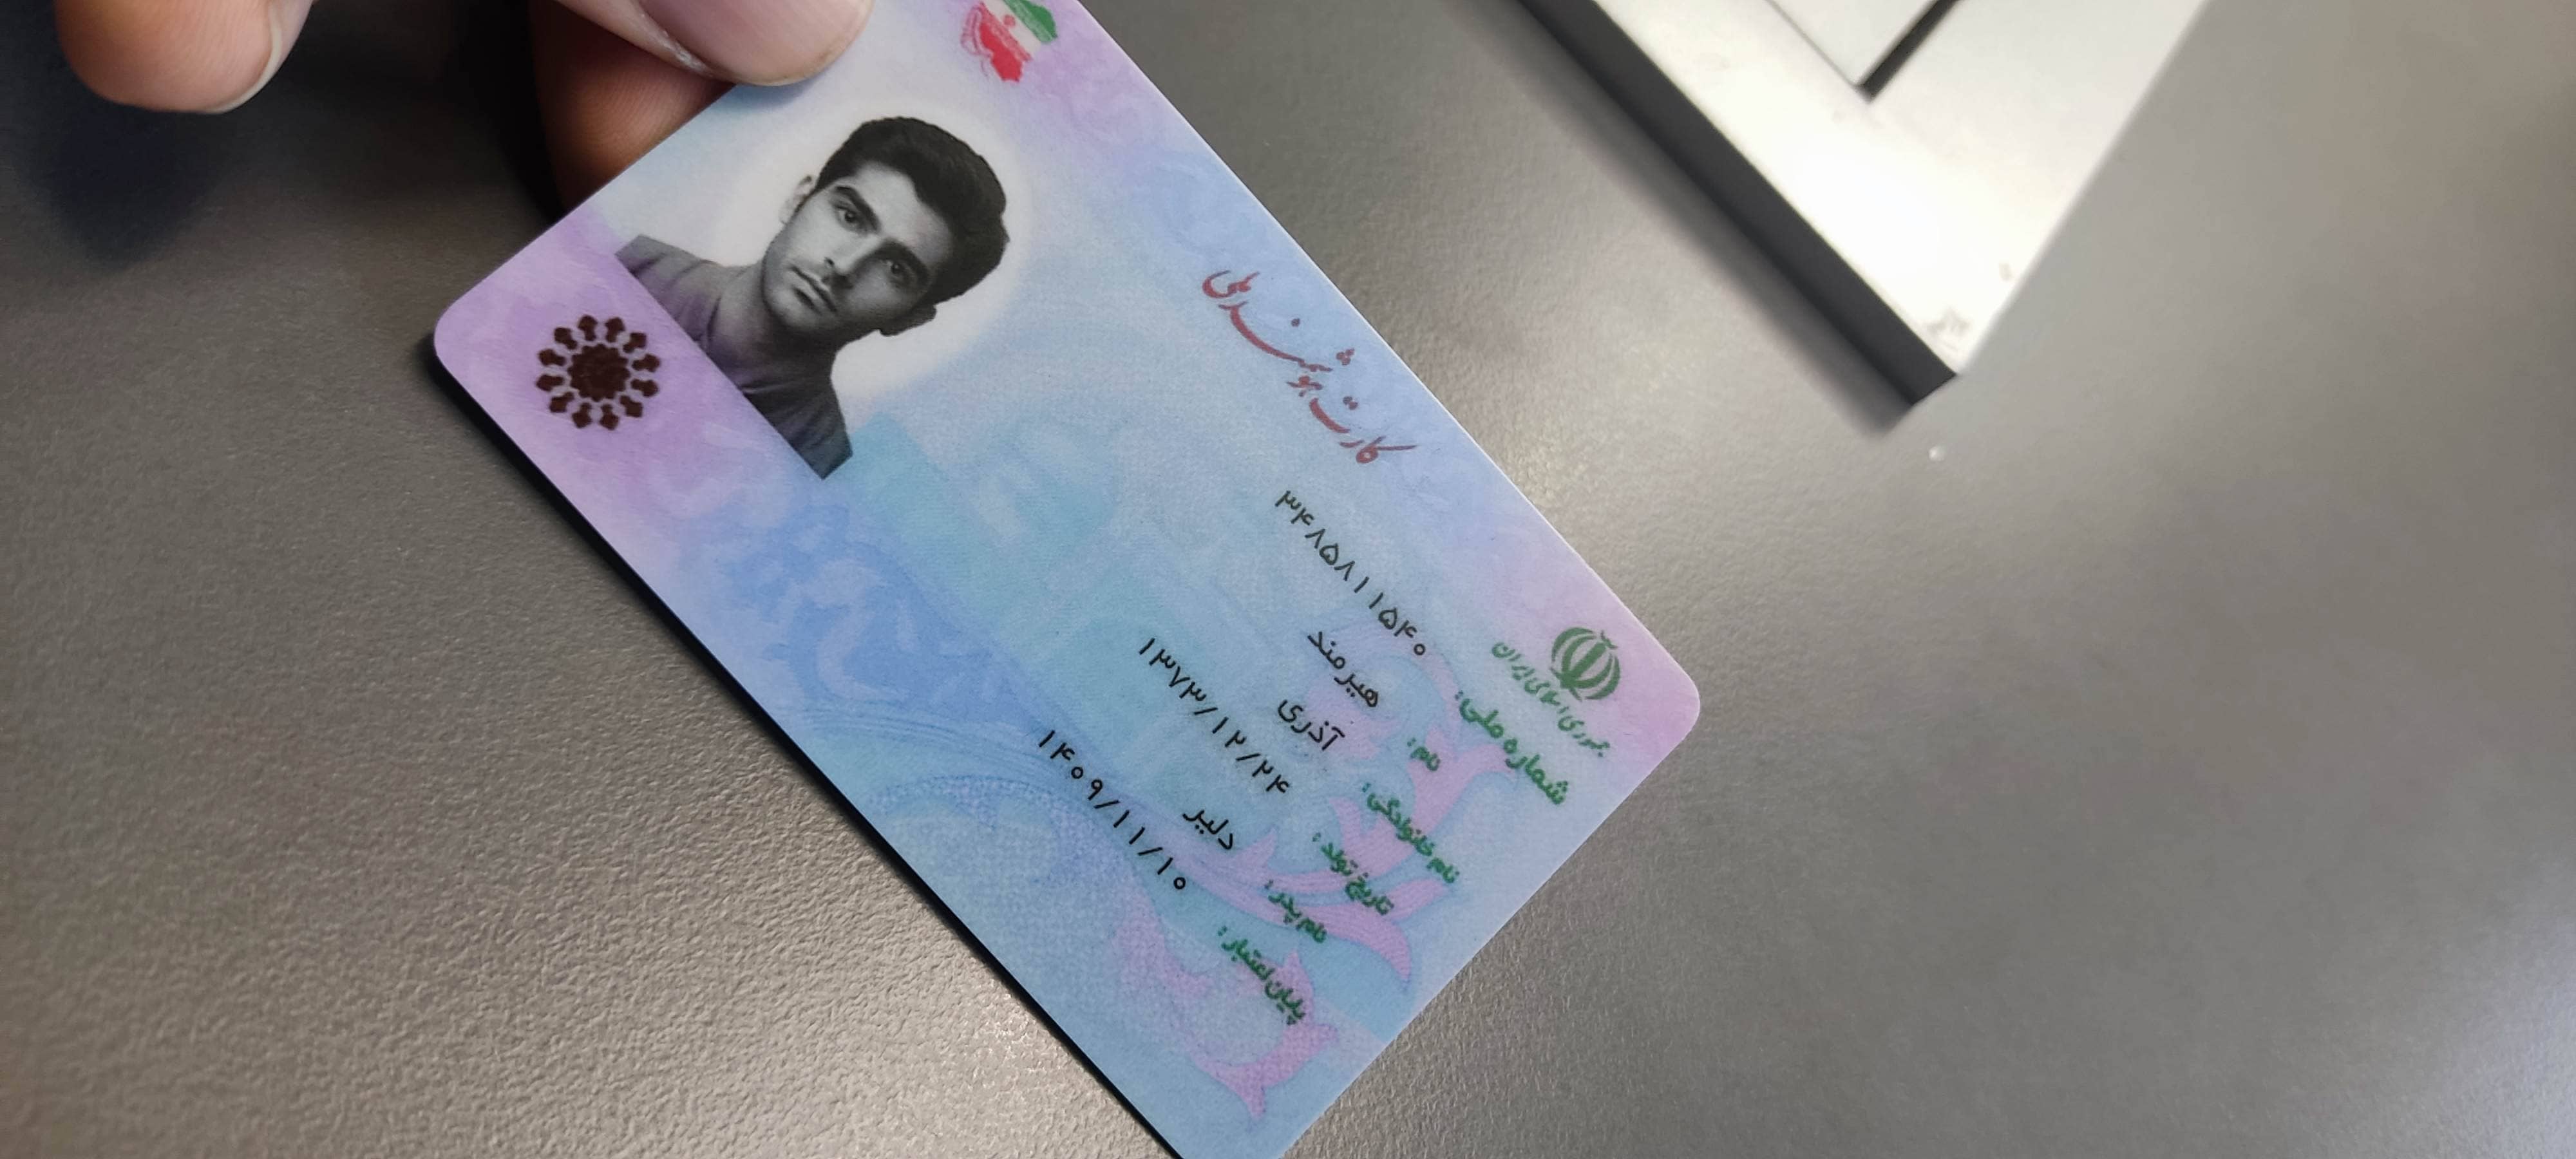 کارت هوشمند ملی
جمهوری اسلامی ایران
شماره ملی: ۳۴۸۵۸۱۱۵۴۰
نام: هیرمند
نام خانوادگی: آذری
تاریخ تولد: ۱۳۷۳/۱۲/۲۴
نام پدر: دلیر
پایان اعتبار: ۱۴۰۹/۱۱/۱۰